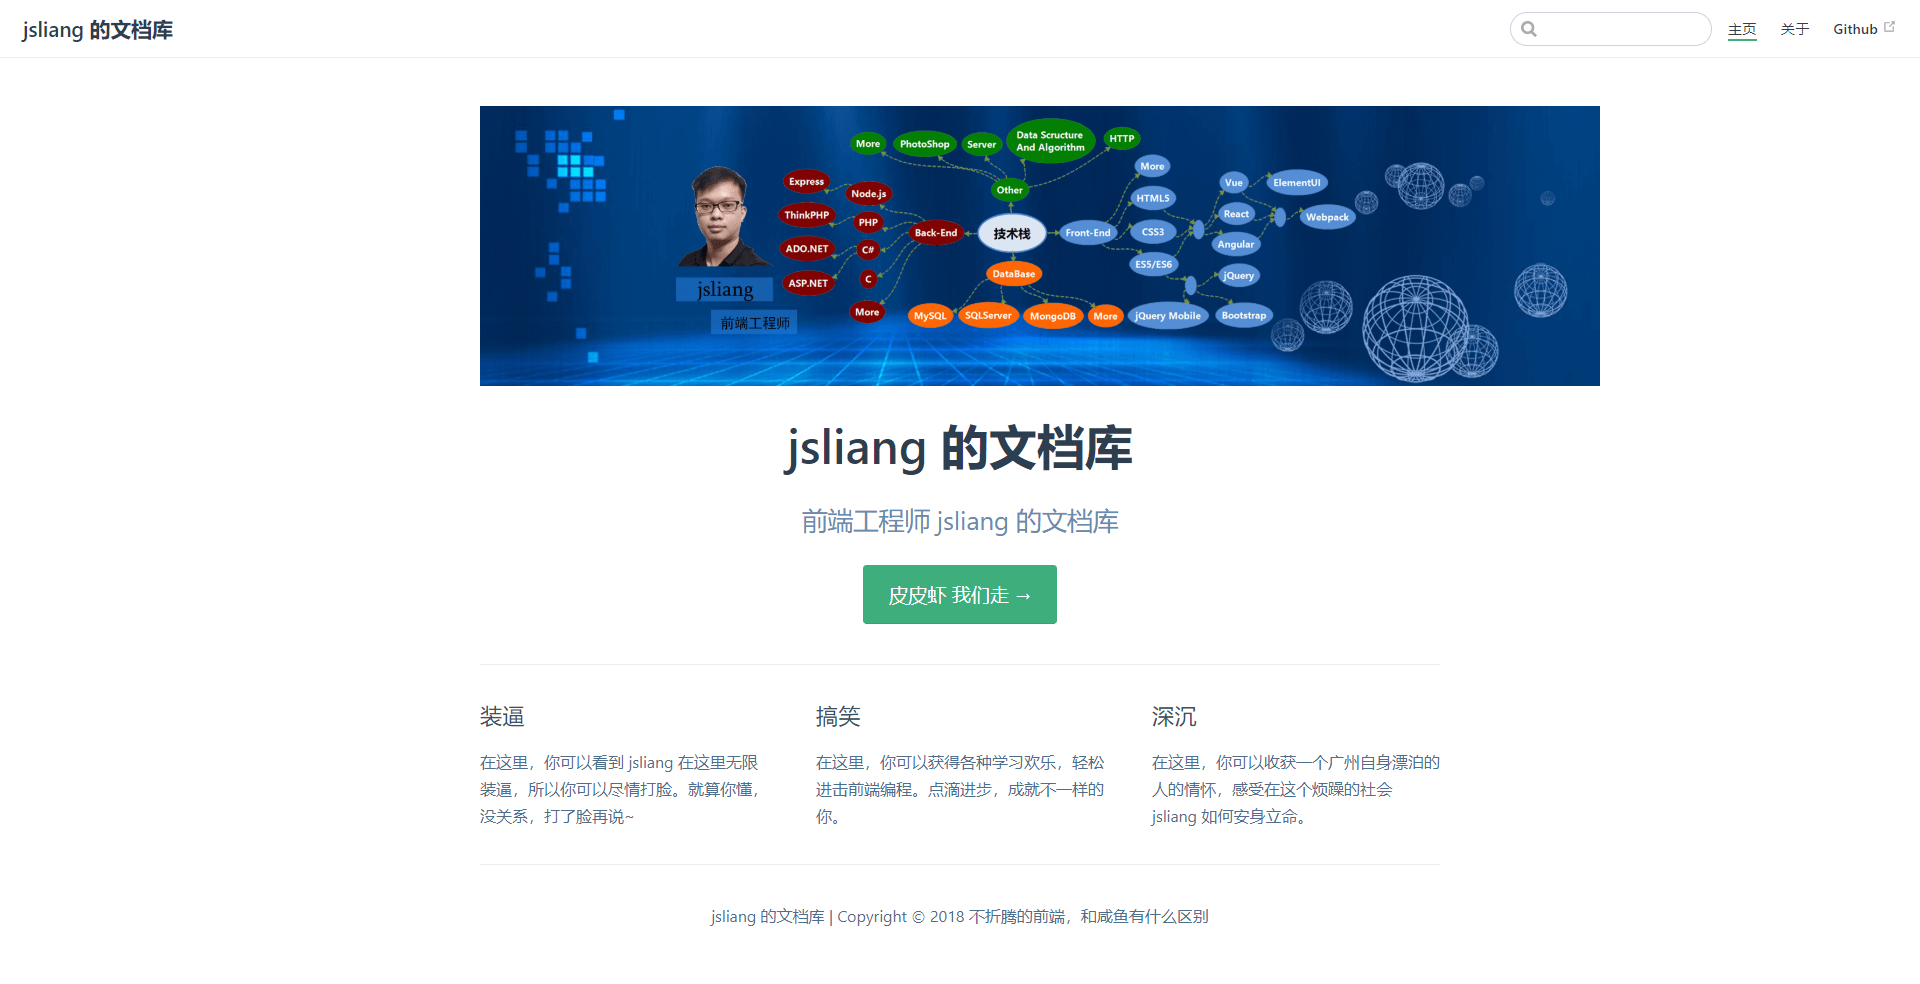 jsliang 的文档库
主页 关于 Github
More PhotoShop Server Data Scructure And Algorithm HTTP
Other
Express
ThinkPHP
ADO.NET
ASP.NET
Node.js
PHP
C#
C
More
Back-End
技术栈
Front-End
DataBase
MySQL SQLServer MongoDB More
More
HTML5
CSS3
ES5/ES6
Vue
React
Angular
ElementUI
Webpack
jQuery
jQuery Mobile
Bootstrap
jsliang
前端工程师
jsliang 的文档库
前端工程师 jsliang 的文档库
皮皮虾 我们走 →
装逼
在这里，你可以看到 jsliang 在这里无限
装逼，所以你可以尽情打脸。就算你懂，
没关系，打了脸再说~
搞笑
在这里，你可以获得各种学习欢乐，轻松
进击前端编程。点滴进步，成就不一样的
你。
深沉
在这里，你可以收获一个广州自身漂泊的
人的情怀，感受在这个烦躁的社会
jsliang 如何安身立命。
jsliang 的文档库 | Copyright © 2018 不折腾的前端，和咸鱼有什么区别